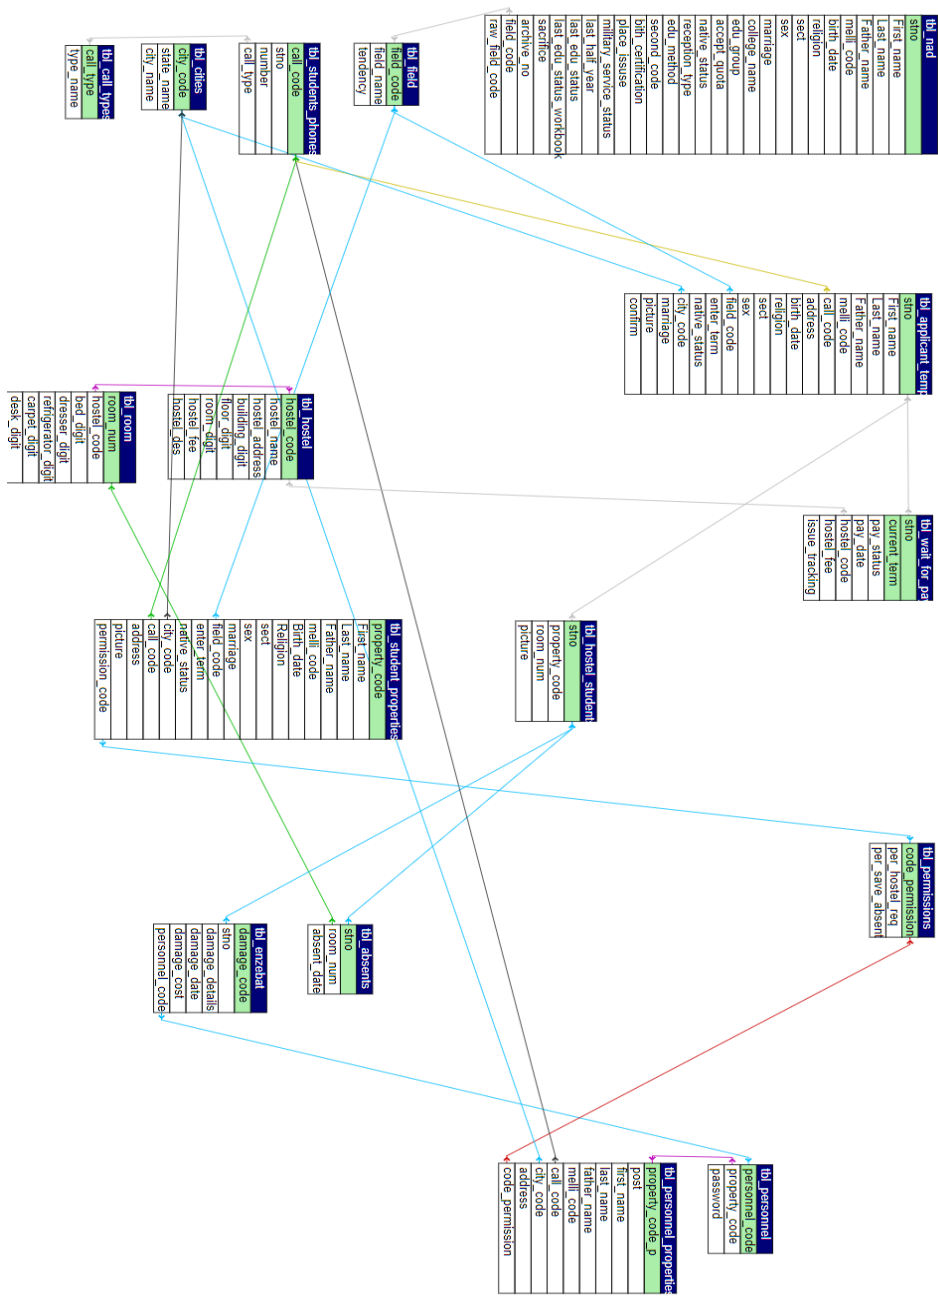 tbl_nad
stno
First_name
Last_name
Father_name
melli_code
birth_date
religion
sect
sex
marriage
college_name
edu_group
accept_quota
native_status
reception_type
edu_method
second_code
birth_certification
place_issues
military_service_status
last_half_year
last_edu_status
last_edu_status_workbook
sacrifice
archive_no
field_code
raw_field_code
tbl_field
field_code
field_name
tendency
tbl_students_phones
call_code
stno
number
call_type
tbl_cities
city_code
state_name
city_name
tbl_call_types
call_type
type_name
tbl_applicant_temp
stno
First_name
Last_name
Father_name
melli_code
call_code
address
birth_date
religion
sect
sex
field_code
enter_term
native_status
city_code
marriage
picture
confirm
tbl_hostel
hostel_code
hostel_name
hostel_address
building_digit
floor_digit
room_digit
hostel_fee
hostel_des
tbl_room
room_num
hostel_code
bed_digit
dresser_digit
refrigerator_digit
carpet_digit
desk_digit
tbl_wait_for_pa
stno
current_term
pay_status
pay_date
hostel_code
hostel_fee
issue_tracking
tbl_hostel_student
stno
property_code
room_num
picture
tbl_student_properties
property_code
First_name
Last_name
Father_name
melli_code
Birth_date
Religion
sect
sex
marriage
field_code
enter_term
native_status
city_code
call_code
address
picture
permission_code
tbl_permissions
code_permission
per_hostel_req
per_save_absent
tbl_absents
stno
room_num
absent_date
tbl_enzebat
damage_code
stno
damage_details
damage_date
damage_cost
personnel_code
tbl_personnel
personnel_code
property_code
password
tbl_personnel_properties
property_code_p
post
first_name
last_name
father_name
melli_code
call_code
city_code
address
code_permission